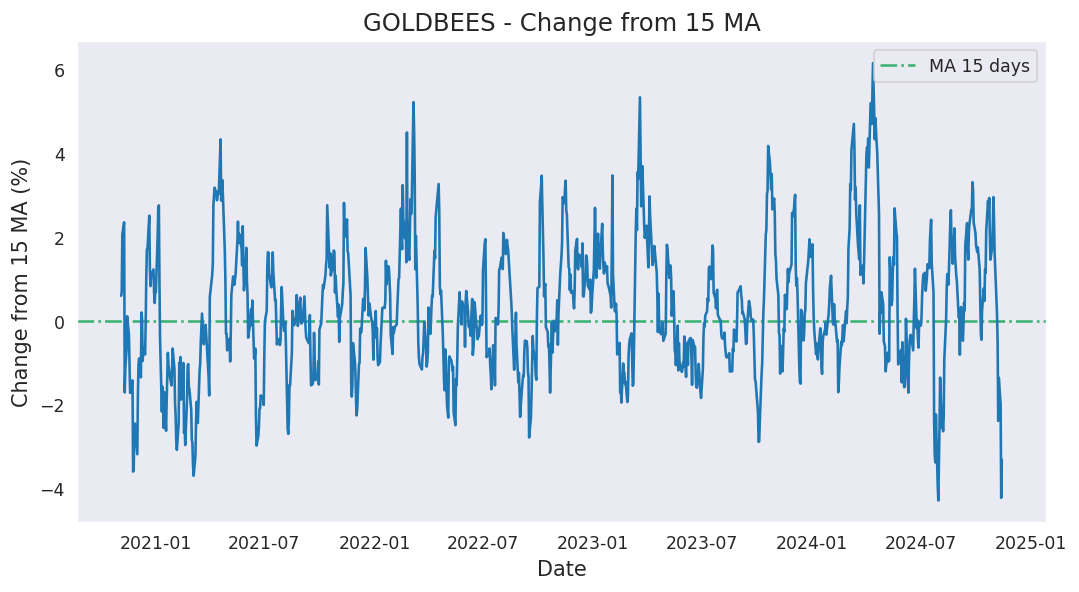 GOLDBEES - Change from 15 MA
MA 15 days
Change from 15 MA (%)
6
4
2
0
−2
−4
2021-01 2021-07 2022-01 2022-07 2023-01 2023-07 2024-01 2024-07 2025-01
Date